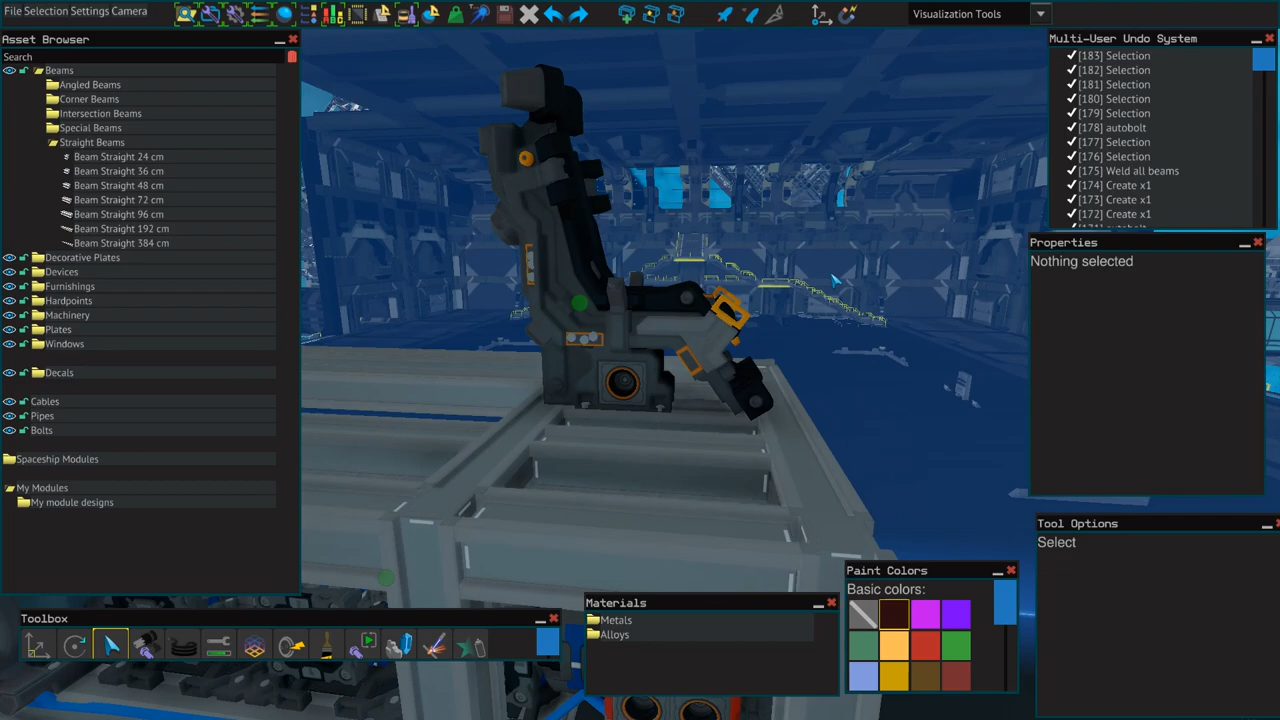 File Selection Settings Camera
Visualization Tools
Asset Browser
Search
Beams
Angled Beams
Corner Beams
Intersection Beams
Special Beams
Straight Beams
Beam Straight 24 cm
Beam Straight 36 cm
Beam Straight 48 cm
Beam Straight 72 cm
Beam Straight 96 cm
Beam Straight 192 cm
Beam Straight 384 cm
Decorative Plates
Devices
Furnishings
Hardpoints
Machinery
Plates
Windows
Decals
Cables
Pipes
Bolts
Spaceship Modules
My Modules
My module designs
Multi-User Undo System
[183] Selection
[182] Selection
[181] Selection
[180] Selection
[179] Selection
[178] autobolt
[177] Selection
[176] Selection
[175] Weld all beams
[174] Create x1
[173] Create x1
[172] Create x1
Properties
Nothing selected
Tool Options
Select
Toolbox
Materials
Metals
Alloys
Paint Colors
Basic colors: